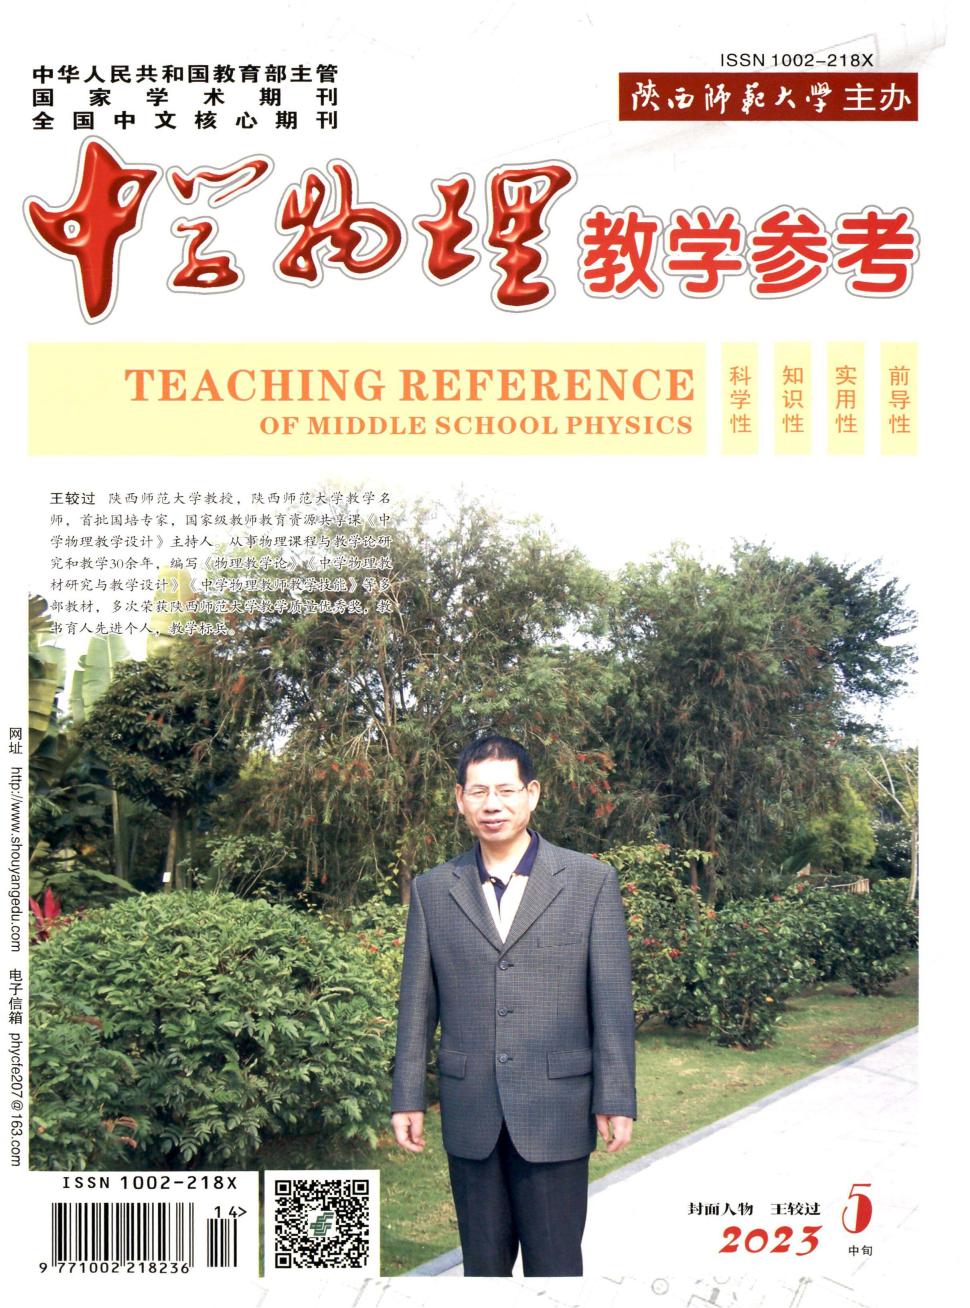 ISSN 1002-218X
中华人民共和国教育部主管
国家学术期刊
全国中文核心期刊
陕西师范大学 主办
中学物理教学参考
TEACHING REFERENCE
OF MIDDLE SCHOOL PHYSICS
科学性
知识性
实用性
前导性
王较过 陕西师范大学教授，陕西师范大学教学名
师，首批国培专家，国家级教师教育资源共享课《中
学物理教学设计》主持人。从事物理课程与教学论研
究和教学30余年，编写《物理教学论》《中学物理教
材研究与教学设计》《中学物理教师教学技能》等多
部教材，多次荣获陕西师范大学教学质量优秀奖，教
书育人先进个人，教学标兵。
网址 http://www.shouyangedu.com 电子信箱 phycfe207@163.com
ISSN 1002-218X
14>
9 771002 218236
封面人物 王较过
2023
5
中旬